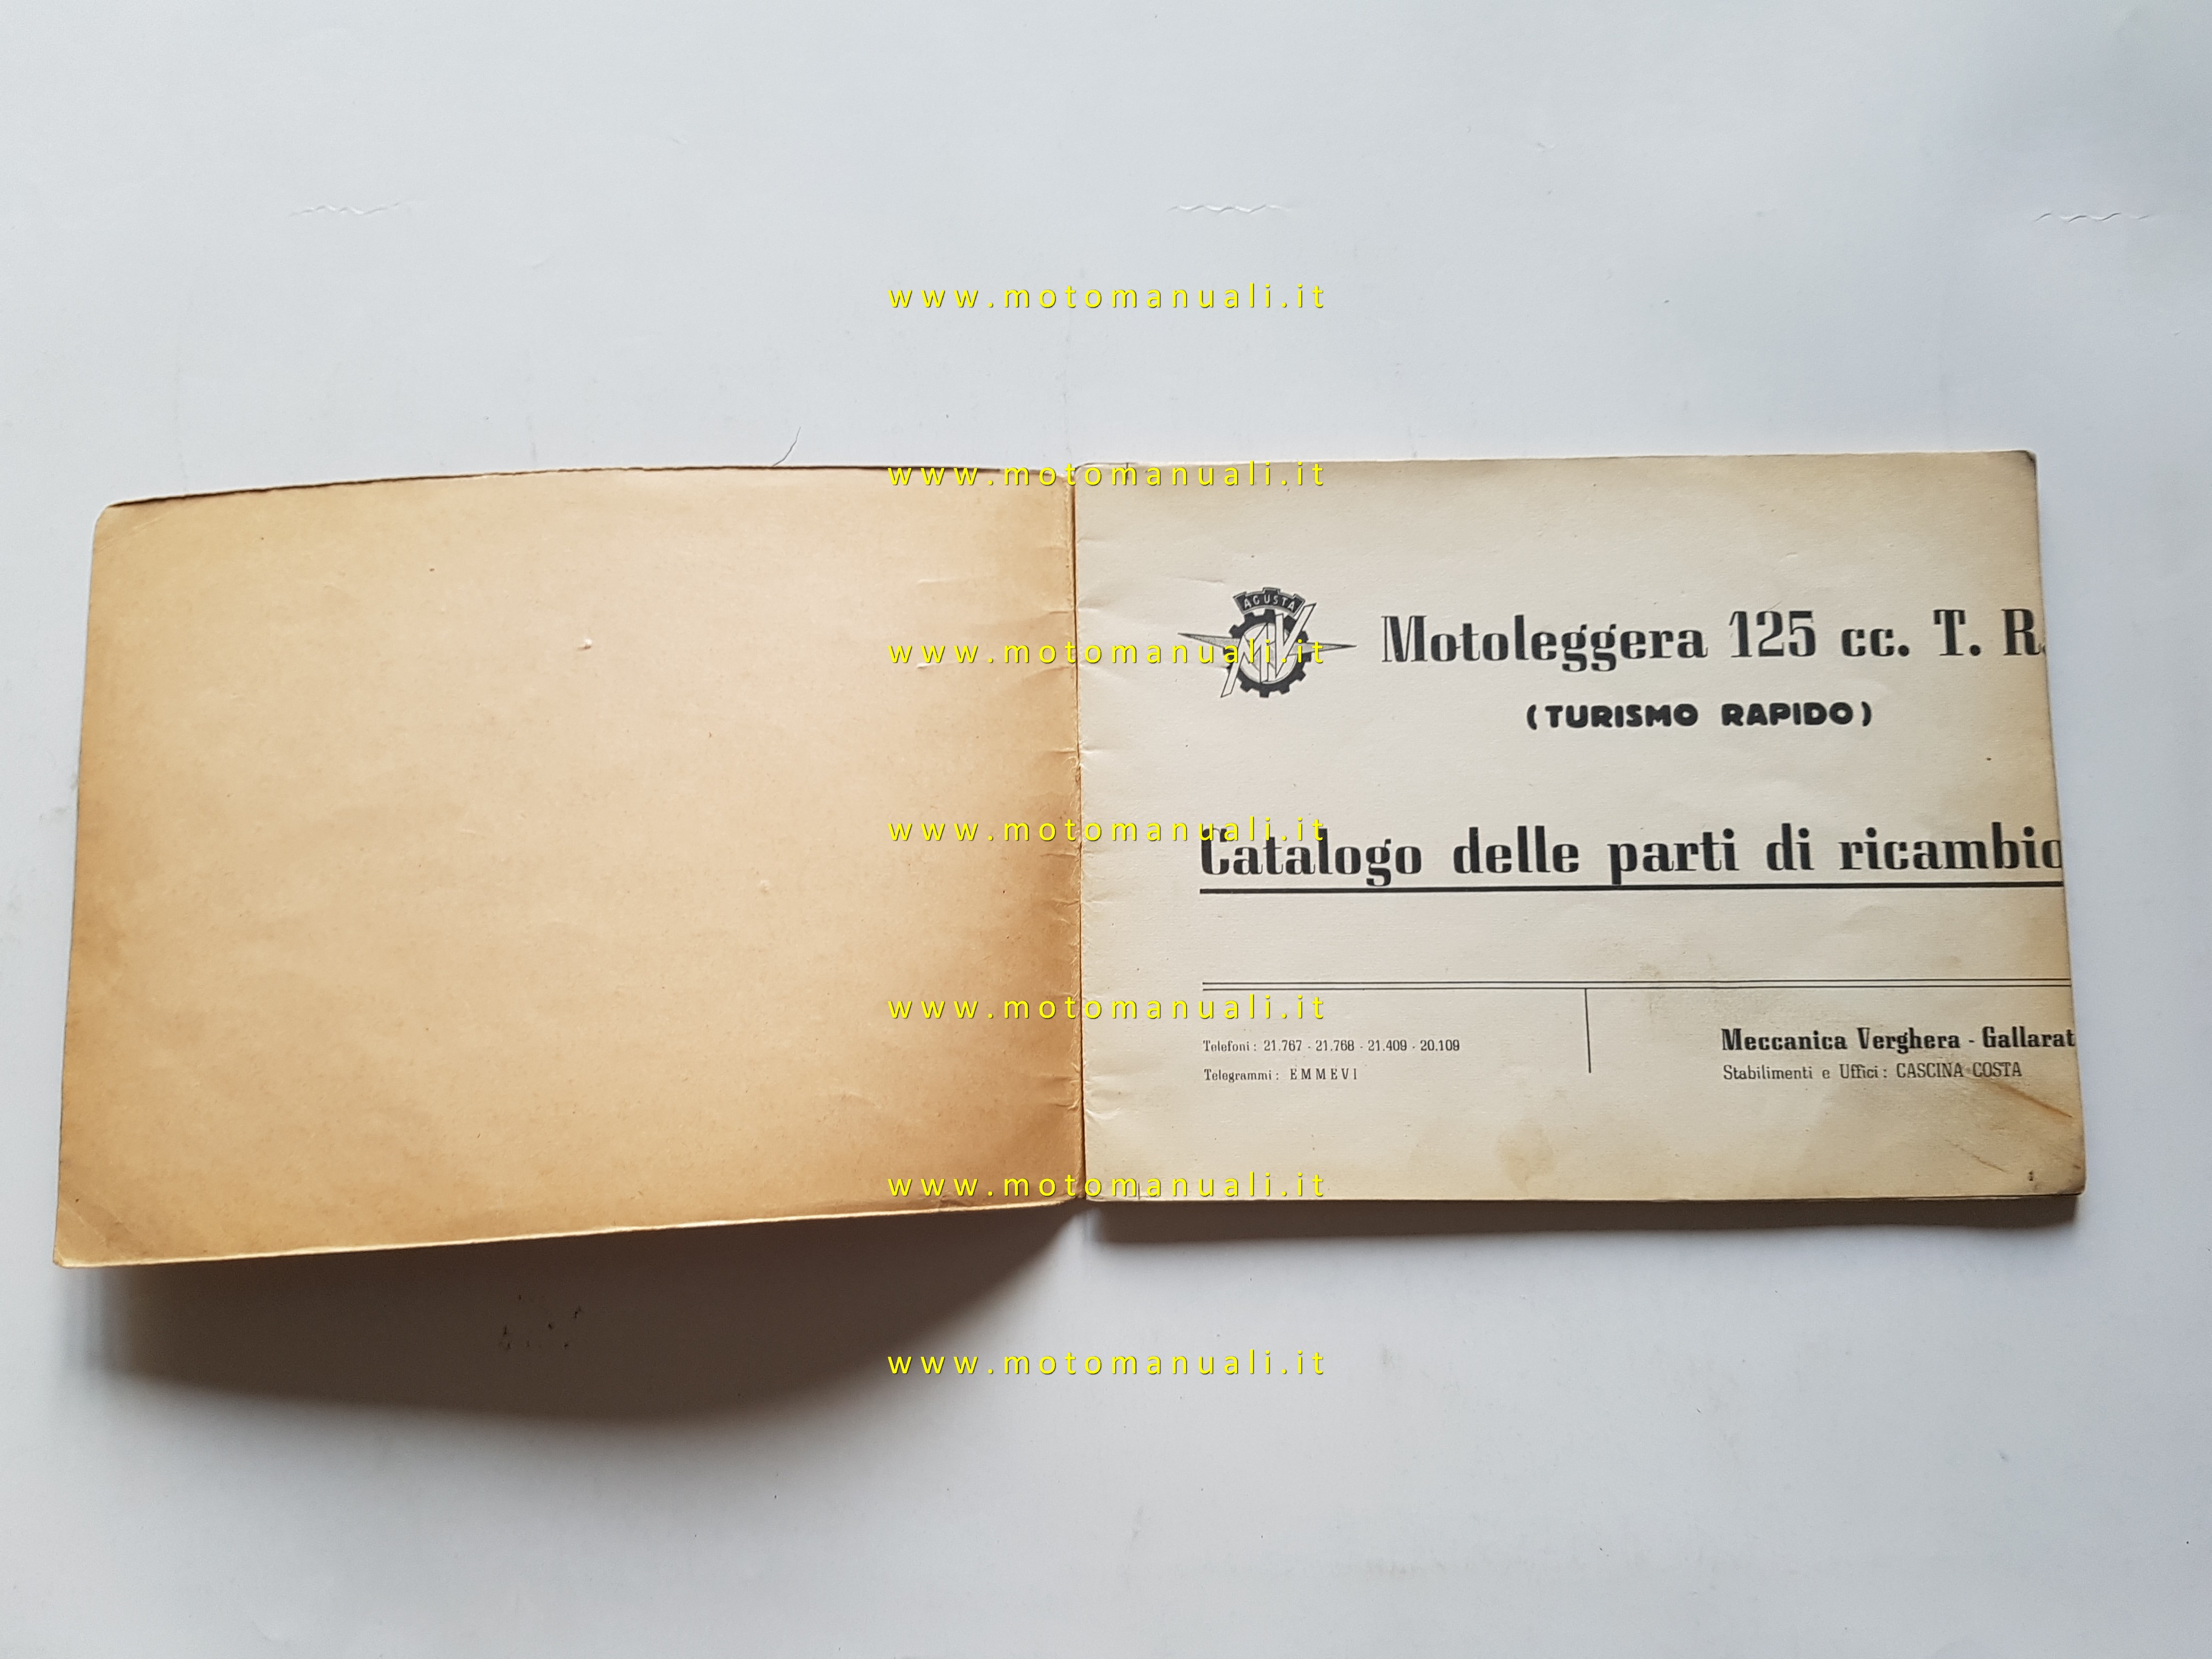 www.motomanuali.it
www.motomanuali.it
AGUSTA
MV
Motoleggera 125 cc. T. R.
(TURISMO RAPIDO)
www.motomanuali.it
www.motomanuali.it
Catalogo delle parti di ricambio
www.motomanuali.it
Telefoni: 21.767 - 21.768 - 21.409 - 20.109
Telegrammi: EMMEVI
Meccanica Verghera - Gallarat
Stabilimenti e Uffici: CASCINA COSTA
www.motomanuali.it
www.motomanuali.it